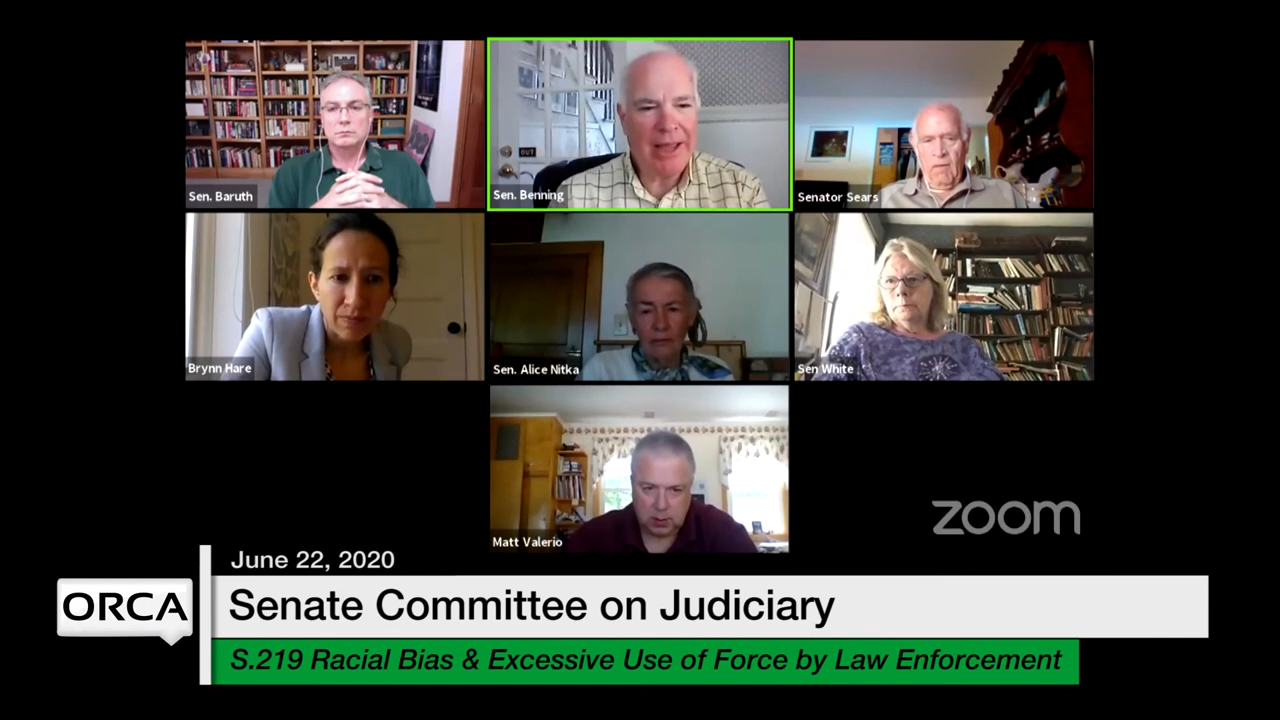 OUT
Sen. Baruth
Sen. Benning
Senator Sears
Brynn Hare
Sen. Alice Nitka
Sen White
Matt Valerio
zoom
June 22, 2020
ORCA
Senate Committee on Judiciary
S.219 Racial Bias & Excessive Use of Force by Law Enforcement